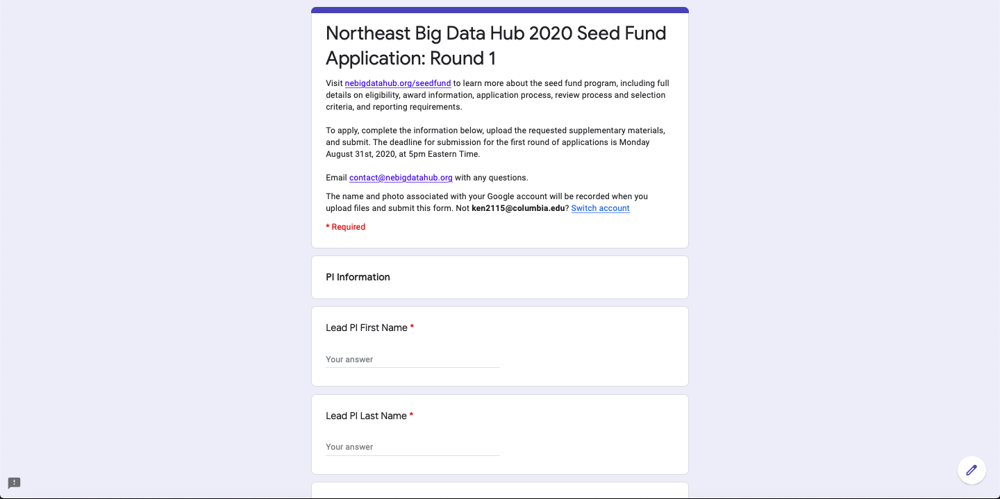 Northeast Big Data Hub 2020 Seed Fund
Application: Round 1
Visit nebigdatahub.org/seedfund to learn more about the seed fund program, including full
details on eligibility, award information, application process, review process and selection
criteria, and reporting requirements.
To apply, complete the information below, upload the requested supplementary materials,
and submit. The deadline for submission for the first round of applications is Monday
August 31st, 2020, at 5pm Eastern Time.
Email contact@nebigdatahub.org with any questions.
The name and photo associated with your Google account will be recorded when you
upload files and submit this form. Not ken2115@columbia.edu? Switch account
* Required
PI Information
Lead PI First Name *
Your answer
Lead PI Last Name *
Your answer